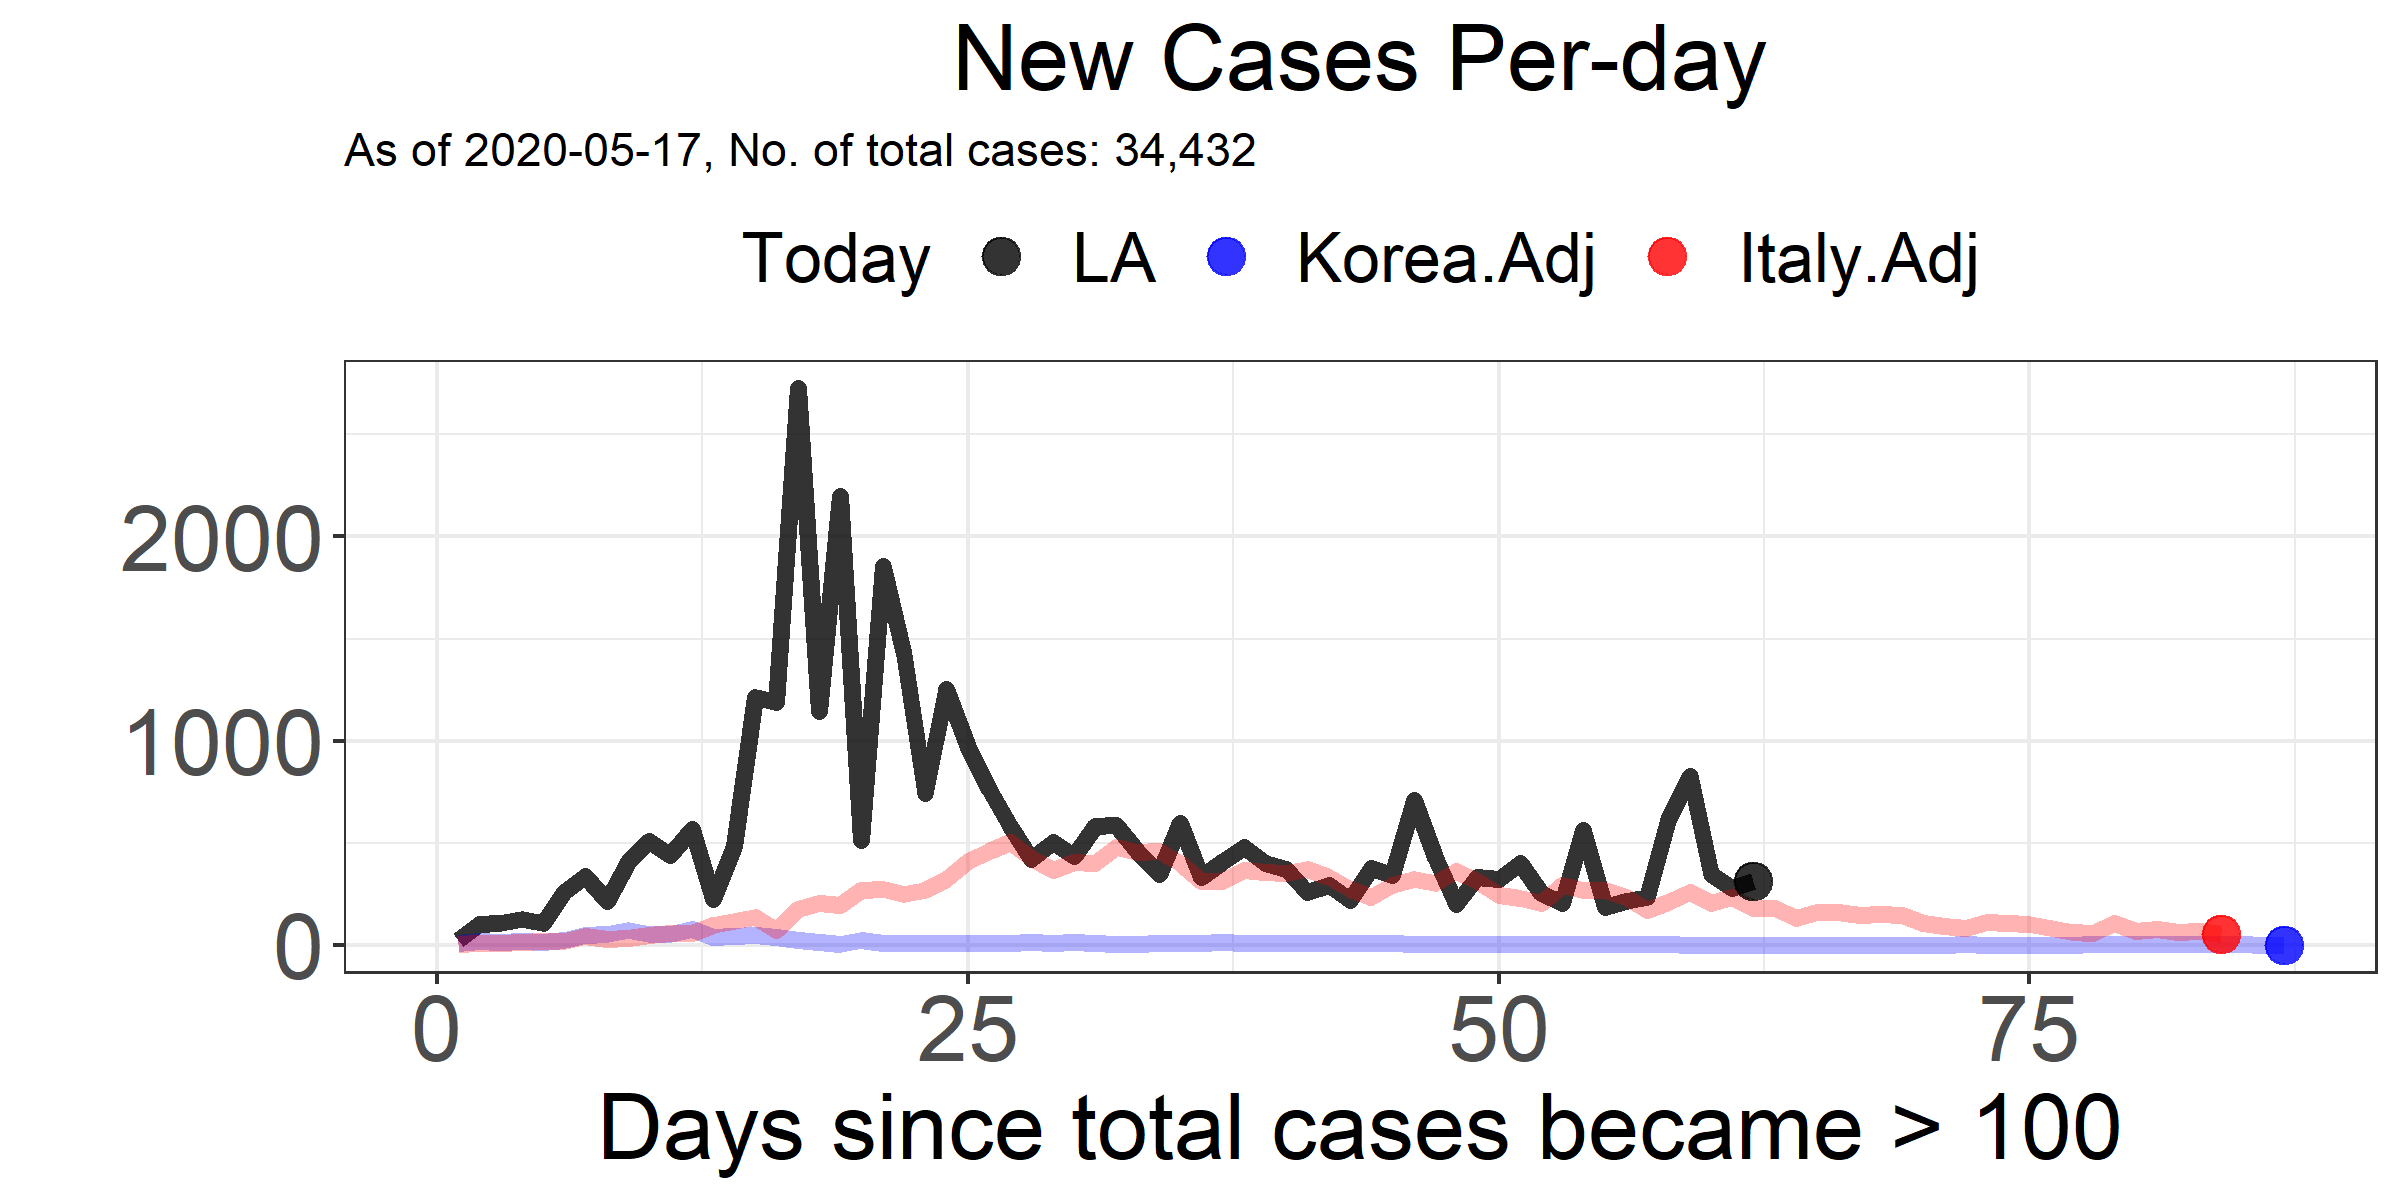 New Cases Per-day
As of 2020-05-17, No. of total cases: 34,432
Today LA Korea.Adj Italy.Adj
2000
1000
0
0 25 50 75
Days since total cases became > 100